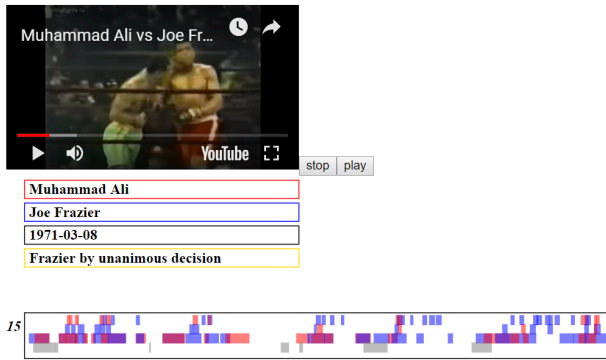 Muhammad Ali vs Joe Fr...
YouTube
stop
play
Muhammad Ali
Joe Frazier
1971-03-08
Frazier by unanimous decision
15